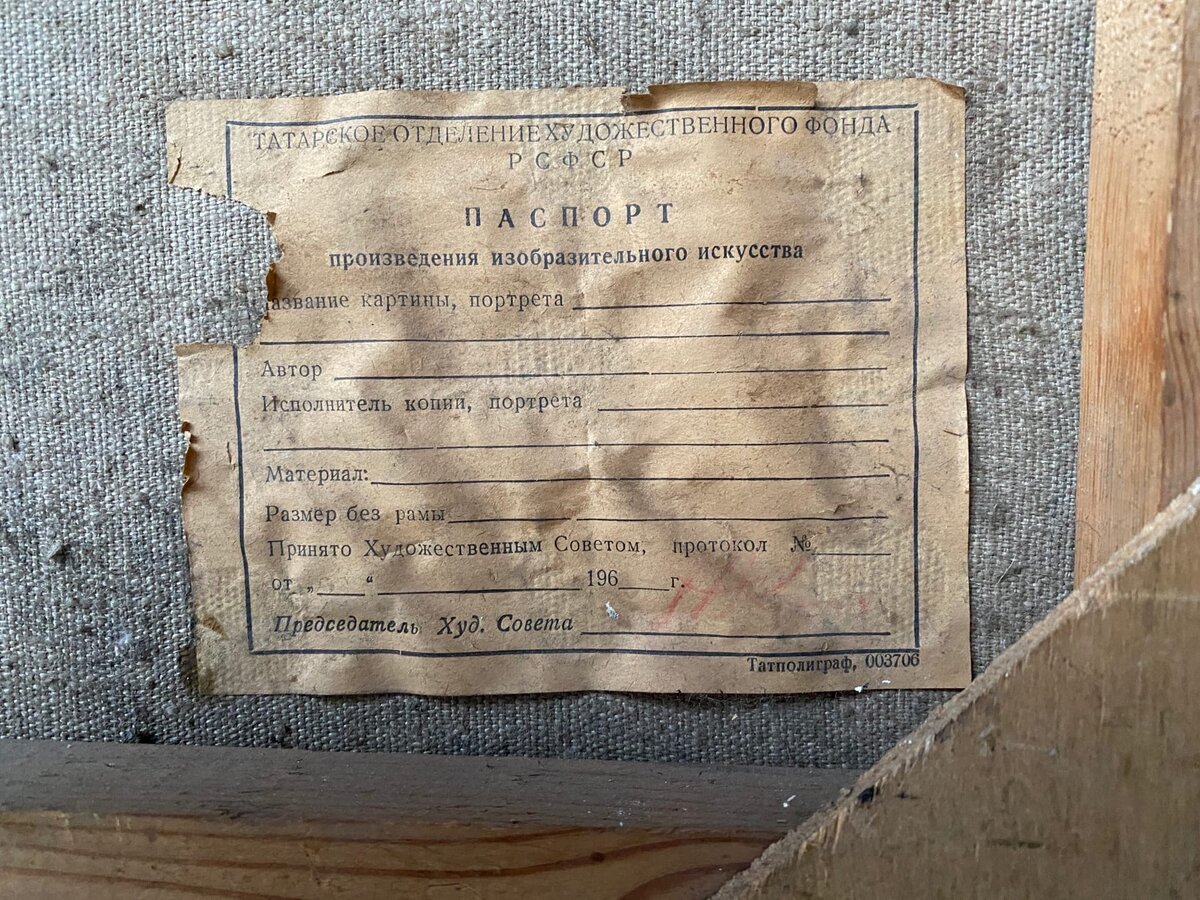 ТАТАРСКОЕ ОТДЕЛЕНИЕ ХУДОЖЕСТВЕННОГО ФОНДА
РСФСР
ПАСПОРТ
произведения изобразительного искусства
азвание картины, портрета
Автор
Исполнитель копии, портрета
Материал:
Размер без рамы
Принято Художественным Советом, протокол №
от „ “ 196 г.
Председатель Худ. Совета
Татполиграф, 003706